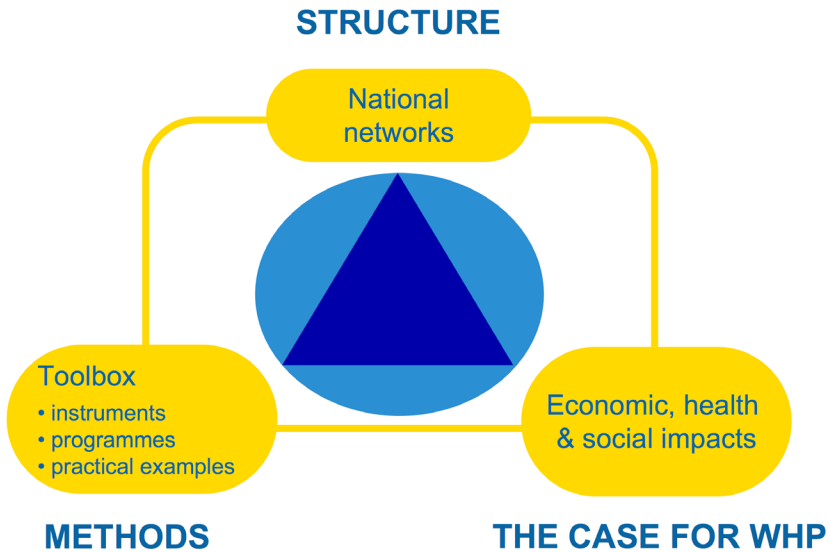 STRUCTURE
National
networks
Toolbox
• instruments
• programmes
• practical examples
Economic, health
& social impacts
METHODS
THE CASE FOR WHP